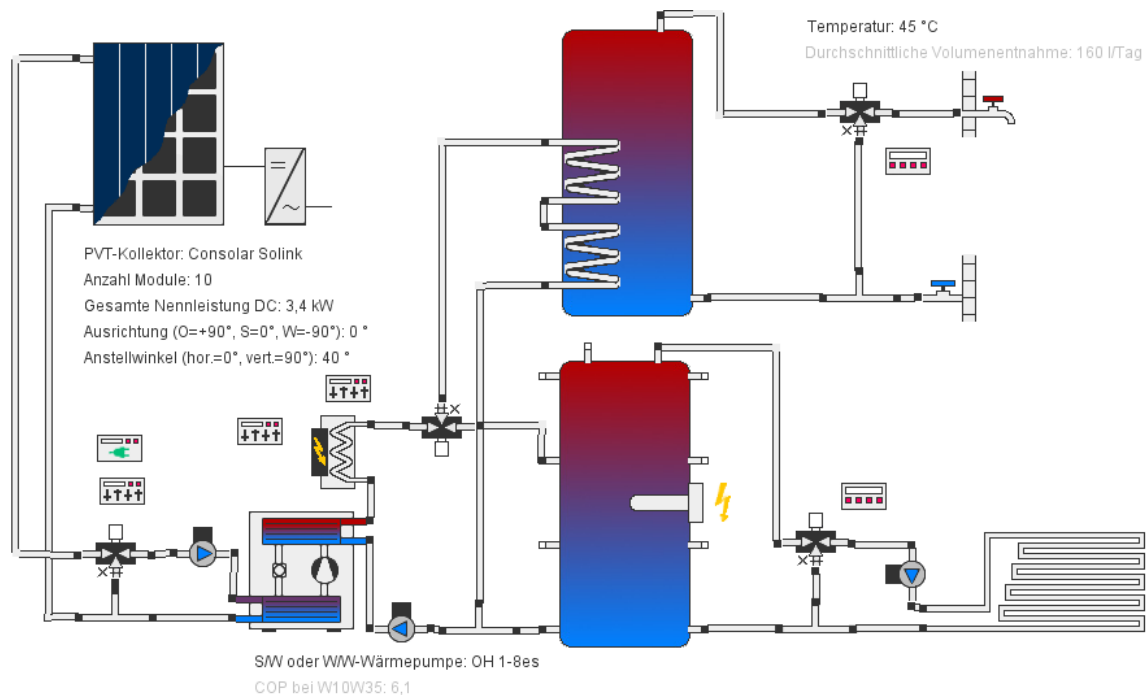 Temperatur: 45 °C
Durchschnittliche Volumenentnahme: 160 l/Tag
PVT-Kollektor: Consolar Solink
Anzahl Module: 10
Gesamte Nennleistung DC: 3,4 kW
Ausrichtung (O=+90°, S=0°, W=-90°): 0 °
Anstellwinkel (hor.=0°, vert.=90°): 40 °
S/W oder W/W-Wärmepumpe: OH 1-8es
COP bei W10W35: 6,1